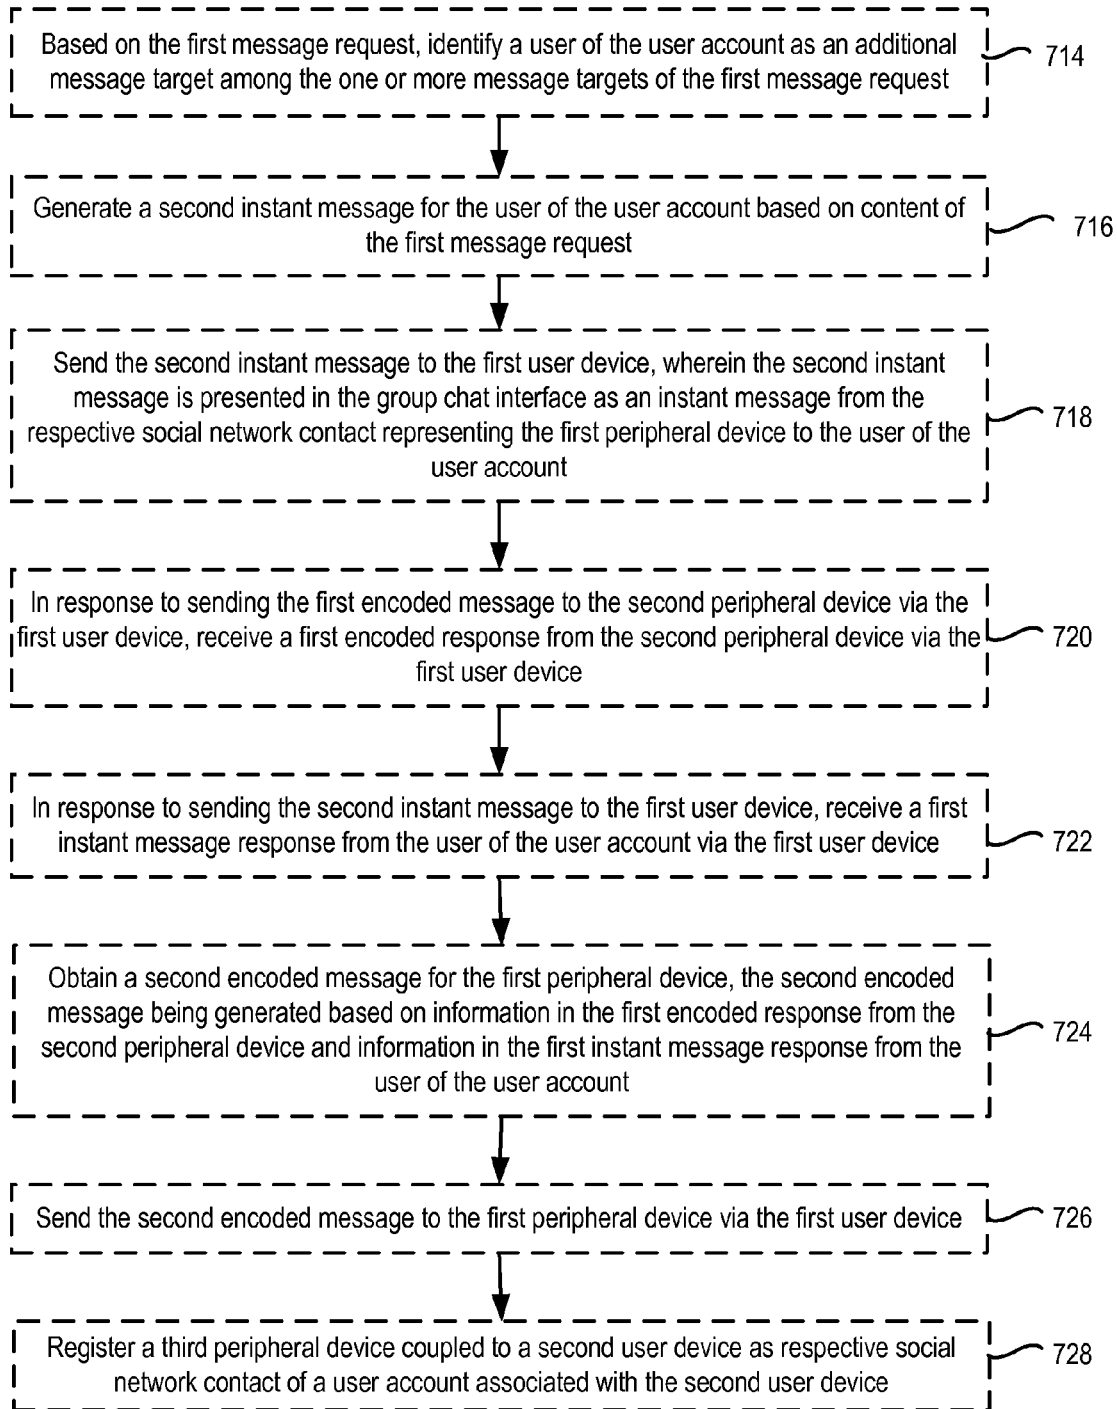 Based on the first message request, identify a user of the user account as an additional
message target among the one or more message targets of the first message request
714
Generate a second instant message for the user of the user account based on content of
the first message request
716
Send the second instant message to the first user device, wherein the second instant
message is presented in the group chat interface as an instant message from the
respective social network contact representing the first peripheral device to the user of the
user account
718
In response to sending the first encoded message to the second peripheral device via the
first user device, receive a first encoded response from the second peripheral device via the
first user device
720
In response to sending the second instant message to the first user device, receive a first
instant message response from the user of the user account via the first user device
722
Obtain a second encoded message for the first peripheral device, the second encoded
message being generated based on information in the first encoded response from the
second peripheral device and information in the first instant message response from the
user of the user account
724
Send the second encoded message to the first peripheral device via the first user device
726
Register a third peripheral device coupled to a second user device as respective social
network contact of a user account associated with the second user device
728